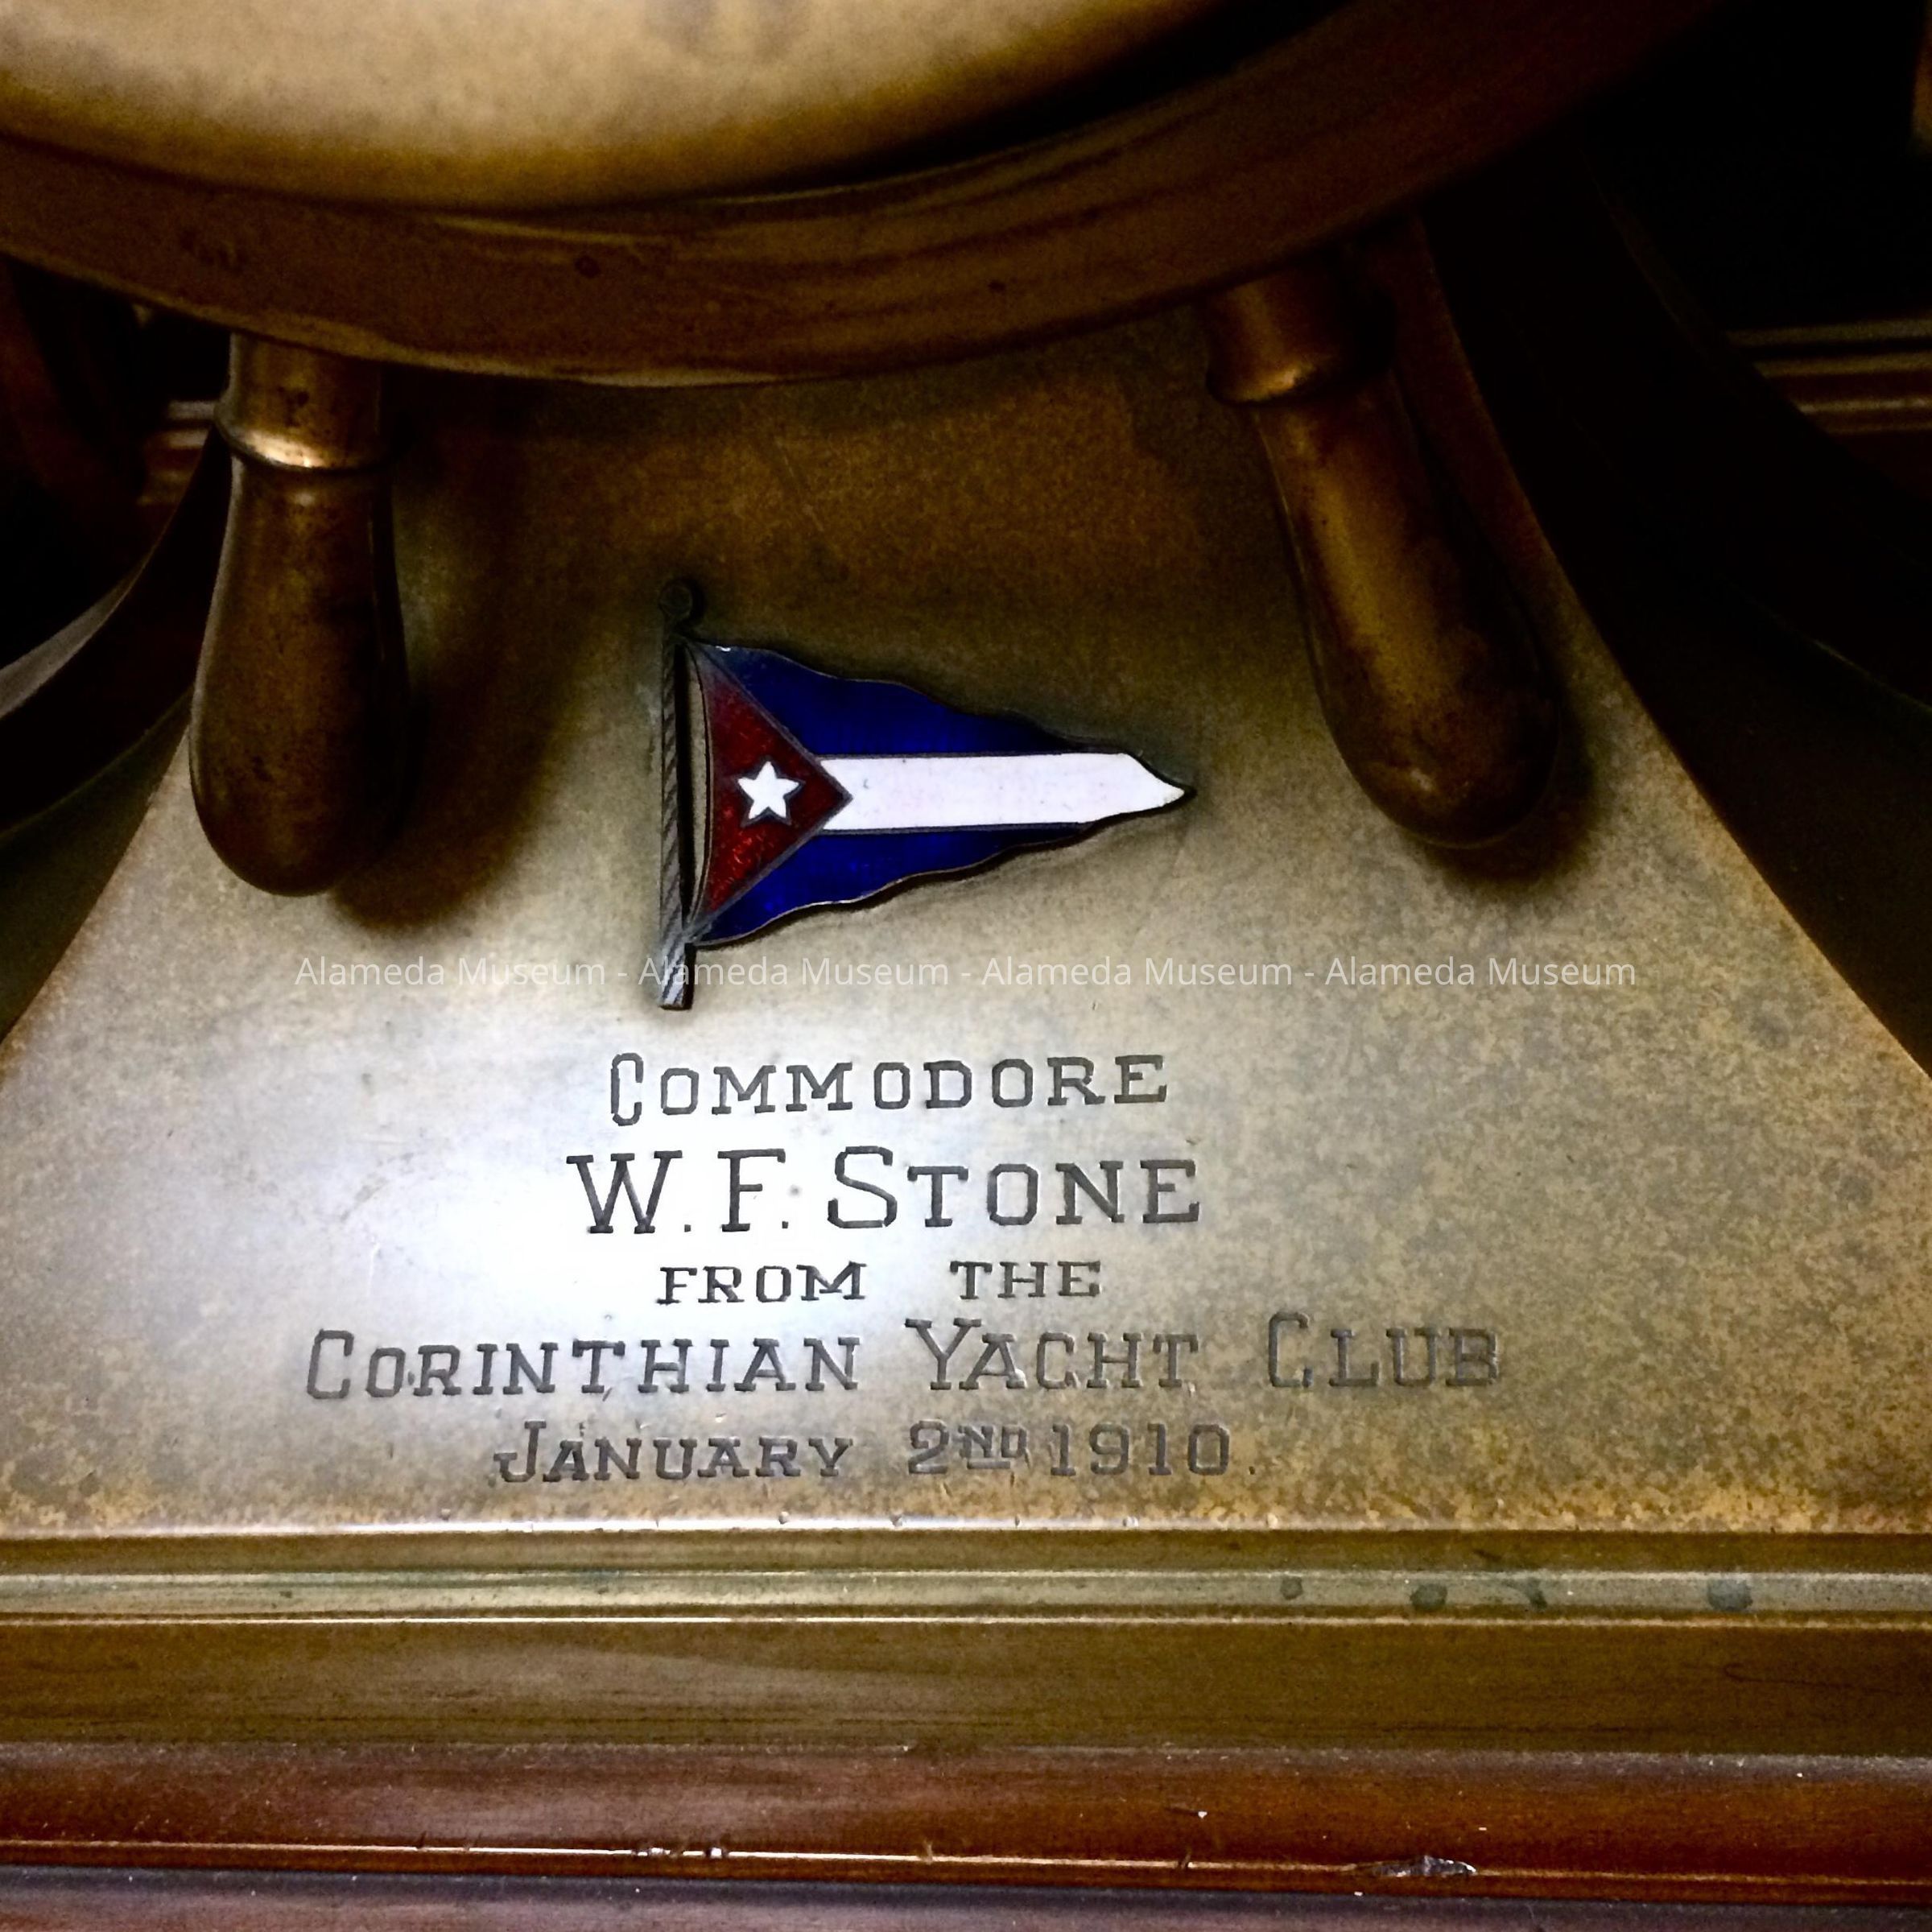 Alameda Museum - Alameda Museum - Alameda Museum - Alameda Museum
COMMODORE
W. F. STONE
FROM THE
CORINTHIAN YACHT CLUB
JANUARY 2ND 1910.